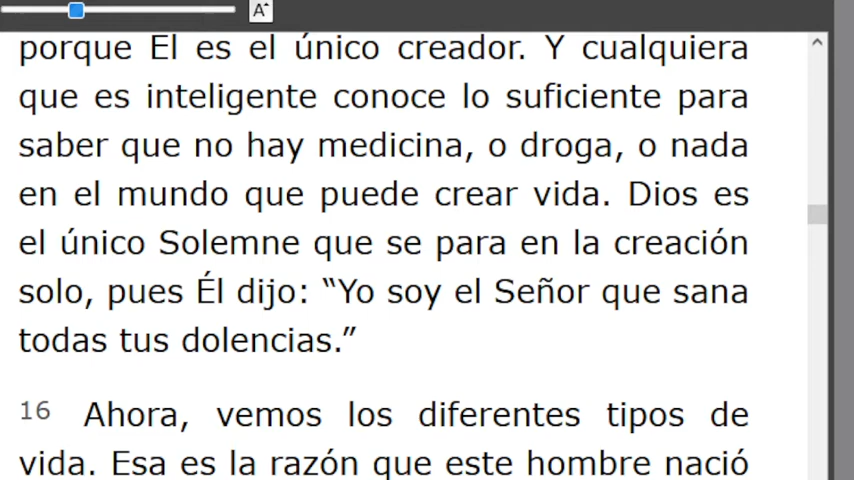 A
porque Él es el único creador. Y cualquiera
que es inteligente conoce lo suficiente para
saber que no hay medicina, o droga, o nada
en el mundo que puede crear vida. Dios es
el único Solemne que se para en la creación
solo, pues Él dijo: “Yo soy el Señor que sana
todas tus dolencias.”
16 Ahora, vemos los diferentes tipos de
vida. Esa es la razón que este hombre nació